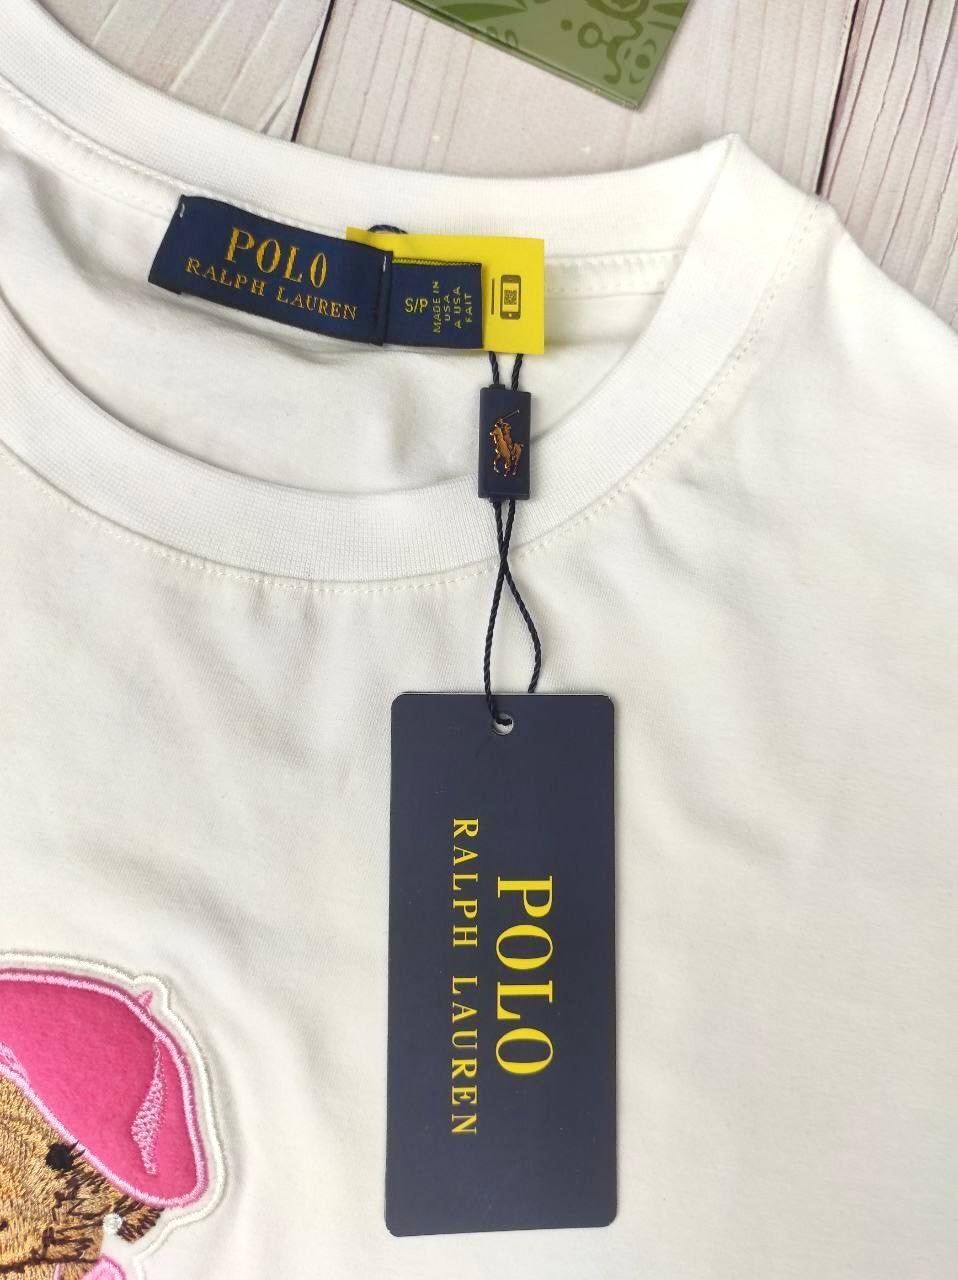 POLO
RALPH LAUREN
S/P
MADE IN
USA
A USA
FAIT
POLO
RALPH LAUREN